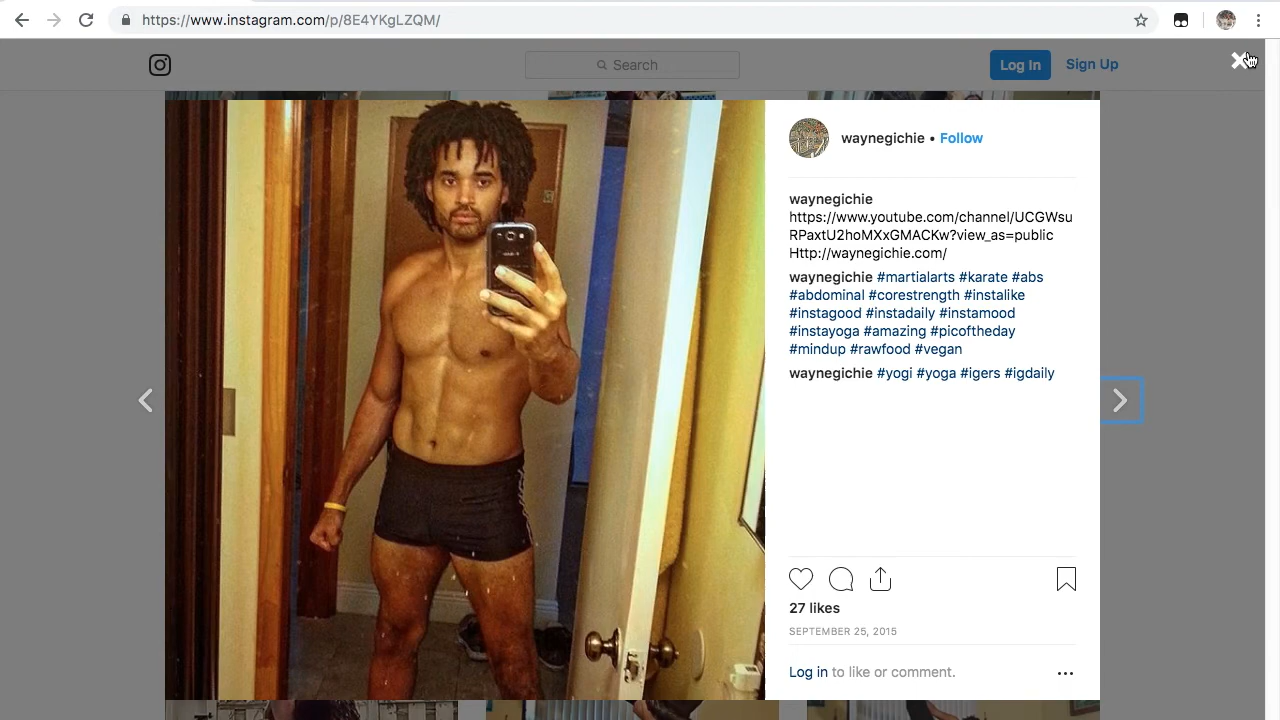 https://www.instagram.com/p/8E4YKgLZQM/
Search
Log In
Sign Up
waynegichie • Follow
waynegichie
https://www.youtube.com/channel/UCGWsu
RPaxtU2hoMXxGMACKw?view_as=public
Http://waynegichie.com/
waynegichie #martialarts #karate #abs
#abdominal #corestrength #instalike
#instagood #instadaily #instamood
#instayoga #amazing #picoftheday
#mindup #rawfood #vegan
waynegichie #yogi #yoga #igers #igdaily
27 likes
SEPTEMBER 25, 2015
Log in to like or comment.